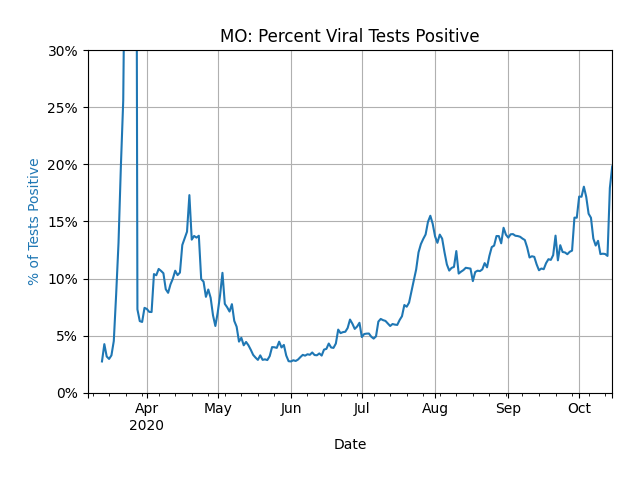 MO: Percent Viral Tests Positive
% of Tests Positive
30%
25%
20%
15%
10%
5%
0%
Apr May Jun Jul Aug Sep Oct
2020
Date